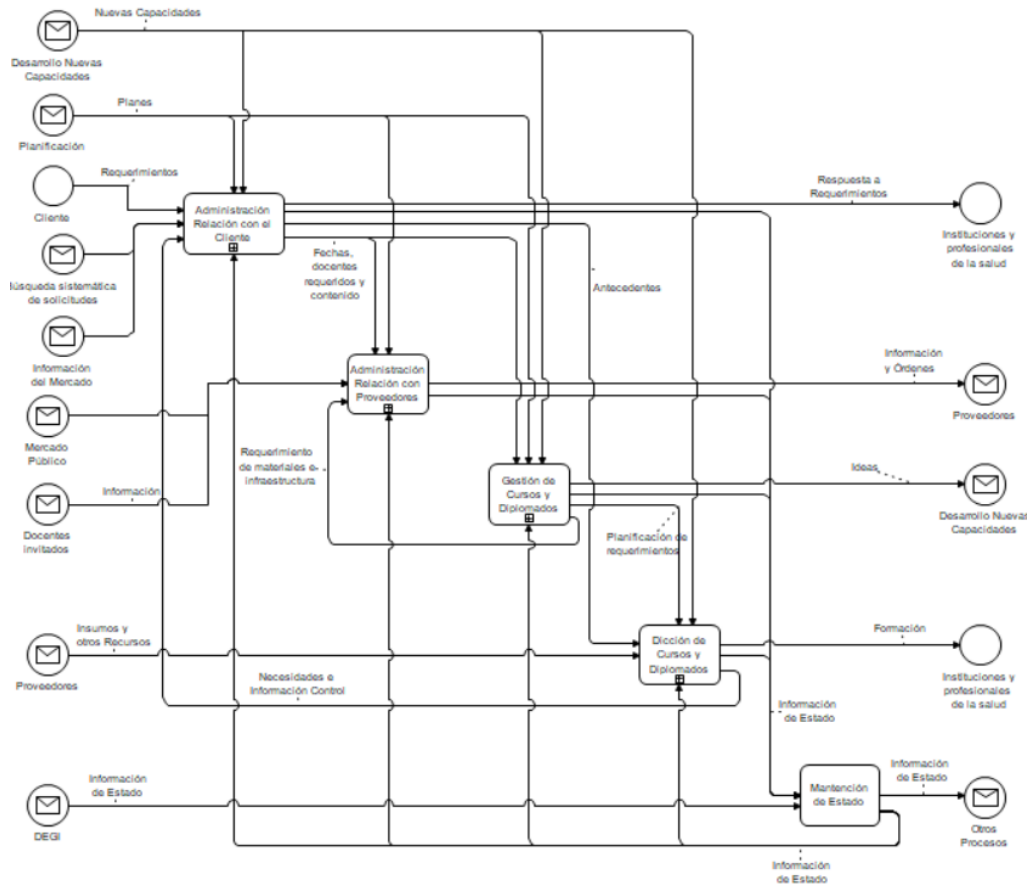 Nuevas Capacidades
Desarrollo Nuevas
Capacidades
Planes
Planificación
Requerimientos
Cliente
Administración
Relación con el
Cliente
Respuesta a
Requerimientos
Instituciones y
profesionales
de la salud
Búsqueda sistemática
de solicitudes
Fechas,
docentes
requeridos y
contenido
Antecedentes
Información
del Mercado
Administración
Relación con
Proveedores
Información
y Órdenes
Proveedores
Mercado
Público
Requerimiento
de materiales e
infraestructura
Gestión de
Cursos y
Diplomados
Ideas
Desarrollo Nuevas
Capacidades
Información
Docentes
invitados
Planificación de
requerimientos
Insumos y
otros Recursos
Proveedores
Dicción de
Cursos y
Diplomados
Formación
Instituciones y
profesionales
de la salud
Necesidades e
Información Control
Información
de Estado
Información
de Estado
DEGI
Mantención
de Estado
Información
de Estado
Otros
Procesos
Información
de Estado